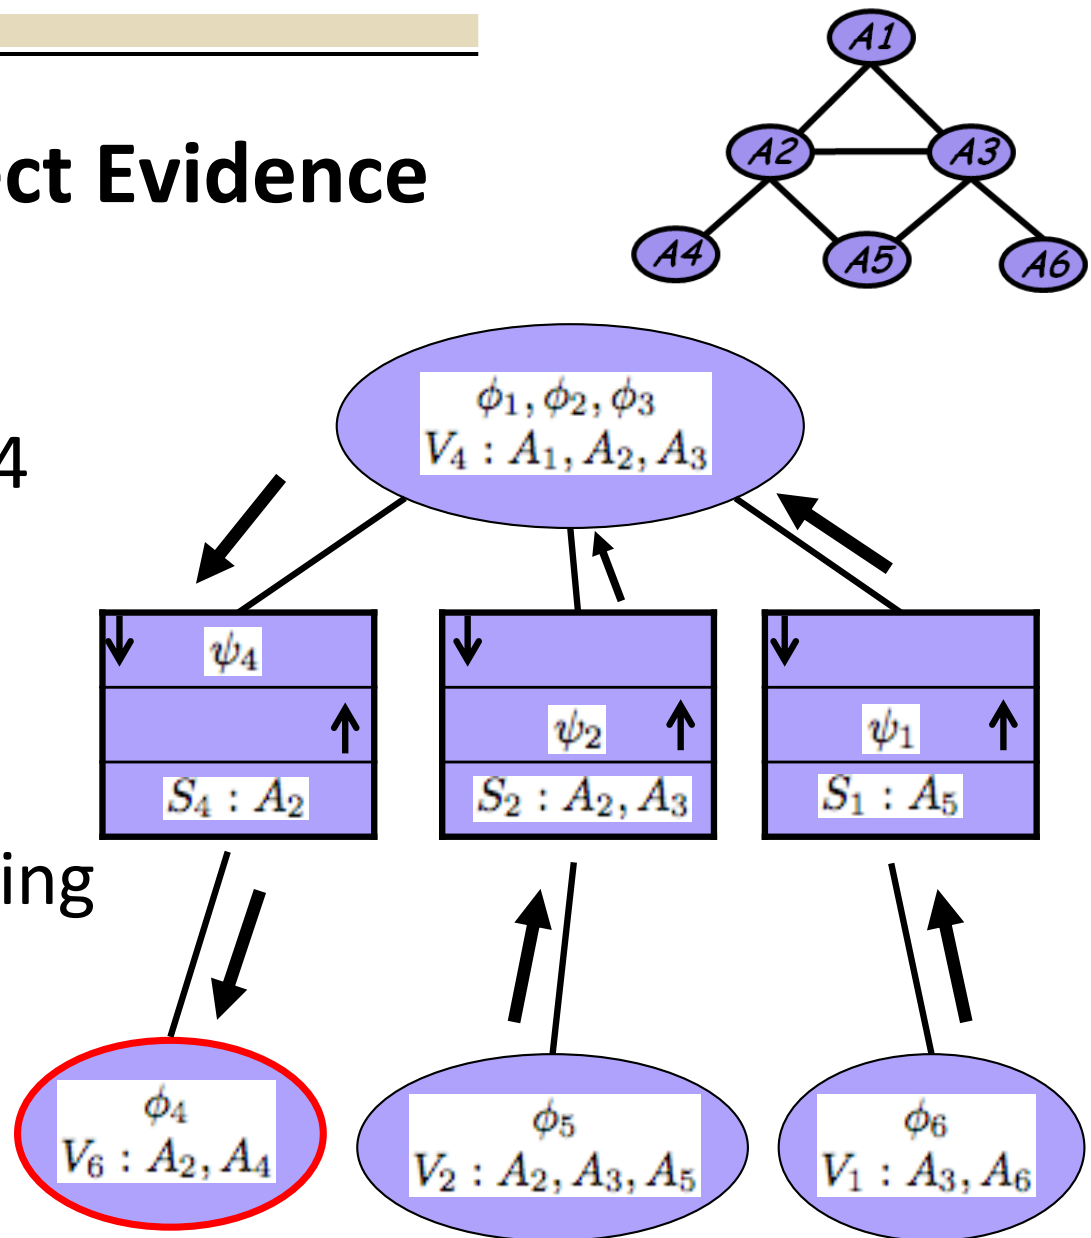 A1
ct Evidence
A2 A3
A4 A5 A6
ϕ₁, ϕ₂, ϕ₃
V₄ : A₁, A₂, A₃
4
ψ₄
ψ₂ ψ₁
S₄ : A₂ S₂ : A₂, A₃ S₁ : A₅
ing
ϕ₄ ϕ₅ ϕ₆
V₆ : A₂, A₄ V₂ : A₂, A₃, A₅ V₁ : A₃, A₆